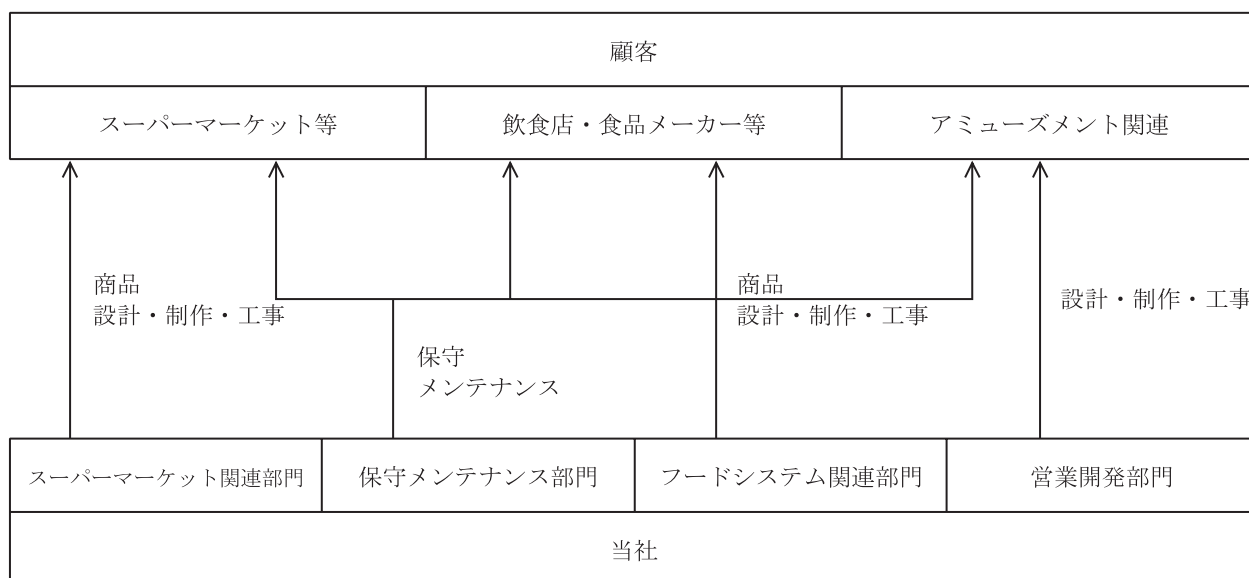 顧客
スーパーマーケット等
飲食店・食品メーカー等
アミューズメント関連
商品
設計・制作・工事
商品
設計・制作・工事
設計・制作・工事
保守
メンテナンス
スーパーマーケット関連部門
保守メンテナンス部門
フードシステム関連部門
営業開発部門
当社